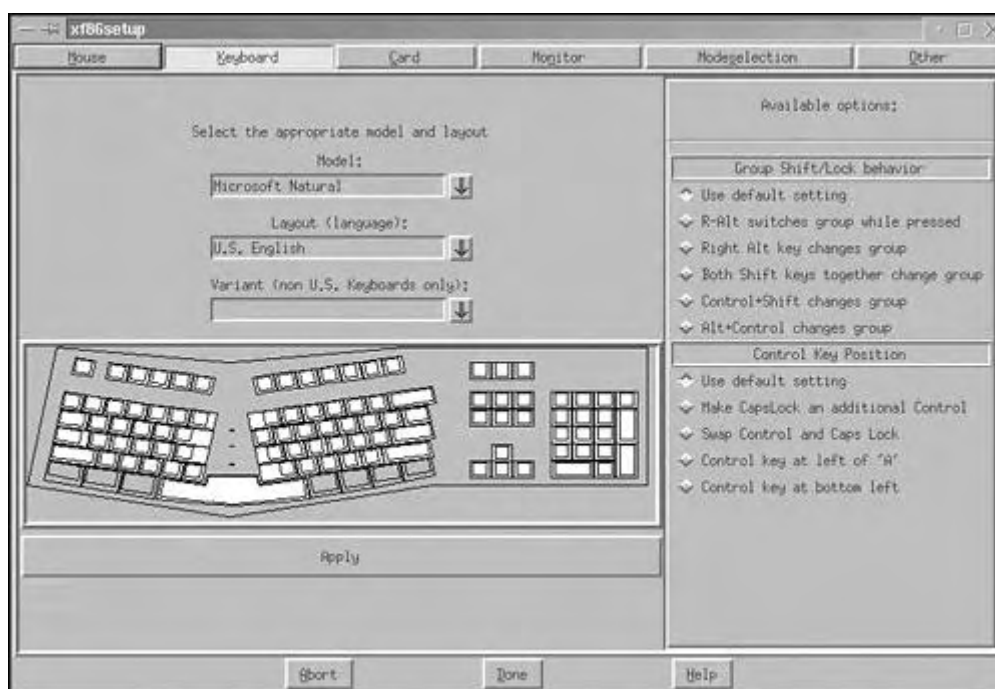 xf86setup
Mouse Keyboard Card Monitor Modeselection Other
Select the appropriate model and layout
Model:
Microsoft Natural
Layout (language):
U.S. English
Variant (non U.S. Keyboards only):
Apply
Available options:
Group Shift/Lock behavior
Use default setting
R-Alt switches group while pressed
Right Alt key changes group
Both Shift keys together change group
Control+Shift changes group
Alt+Control changes group
Control Key Position
Use default setting
Make CapsLock an additional Control
Swap Control and Caps Lock
Control key at left of 'A'
Control key at bottom left
Abort Done Help